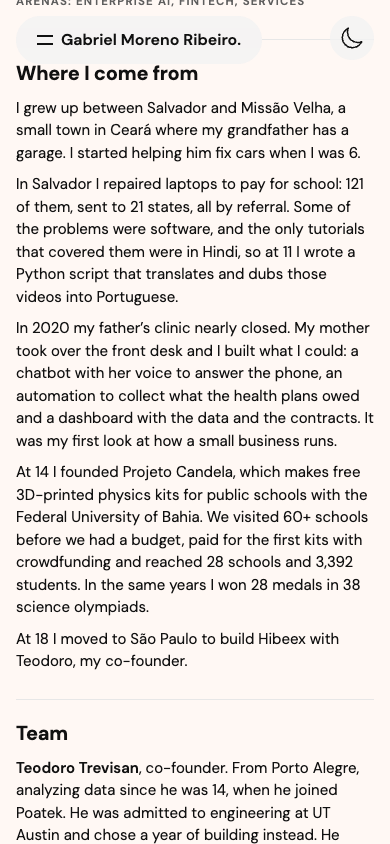 ARENAS: ENTERPRISE AI, FINTECH, SERVICES
Gabriel Moreno Ribeiro.
Where I come from
I grew up between Salvador and Missão Velha, a
small town in Ceará where my grandfather has a
garage. I started helping him fix cars when I was 6.
In Salvador I repaired laptops to pay for school: 121
of them, sent to 21 states, all by referral. Some of
the problems were software, and the only tutorials
that covered them were in Hindi, so at 11 I wrote a
Python script that translates and dubs those
videos into Portuguese.
In 2020 my father’s clinic nearly closed. My mother
took over the front desk and I built what I could: a
chatbot with her voice to answer the phone, an
automation to collect what the health plans owed
and a dashboard with the data and the contracts. It
was my first look at how a small business runs.
At 14 I founded Projeto Candela, which makes free
3D-printed physics kits for public schools with the
Federal University of Bahia. We visited 60+ schools
before we had a budget, paid for the first kits with
crowdfunding and reached 28 schools and 3,392
students. In the same years I won 28 medals in 38
science olympiads.
At 18 I moved to São Paulo to build Hibeex with
Teodoro, my co-founder.
Team
Teodoro Trevisan, co-founder. From Porto Alegre,
analyzing data since he was 14, when he joined
Poatek. He was admitted to engineering at UT
Austin and chose a year of building instead. He